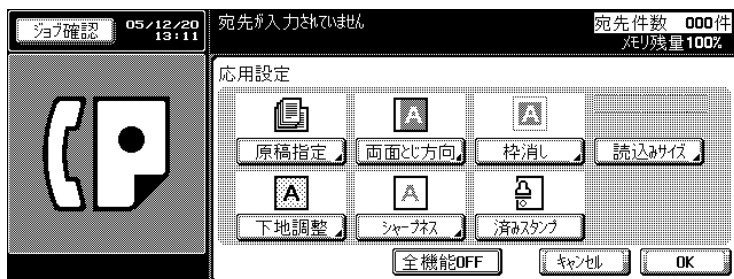 ジョブ確認
05/12/20
13:11
宛先が入力されていません
宛先件数 000件
メモリ残量100%
応用設定
原稿指定
両面とじ方向
枠消し
読込みサイズ
下地調整
シャープネス
済みスタンプ
全機能OFF
キャンセル
OK